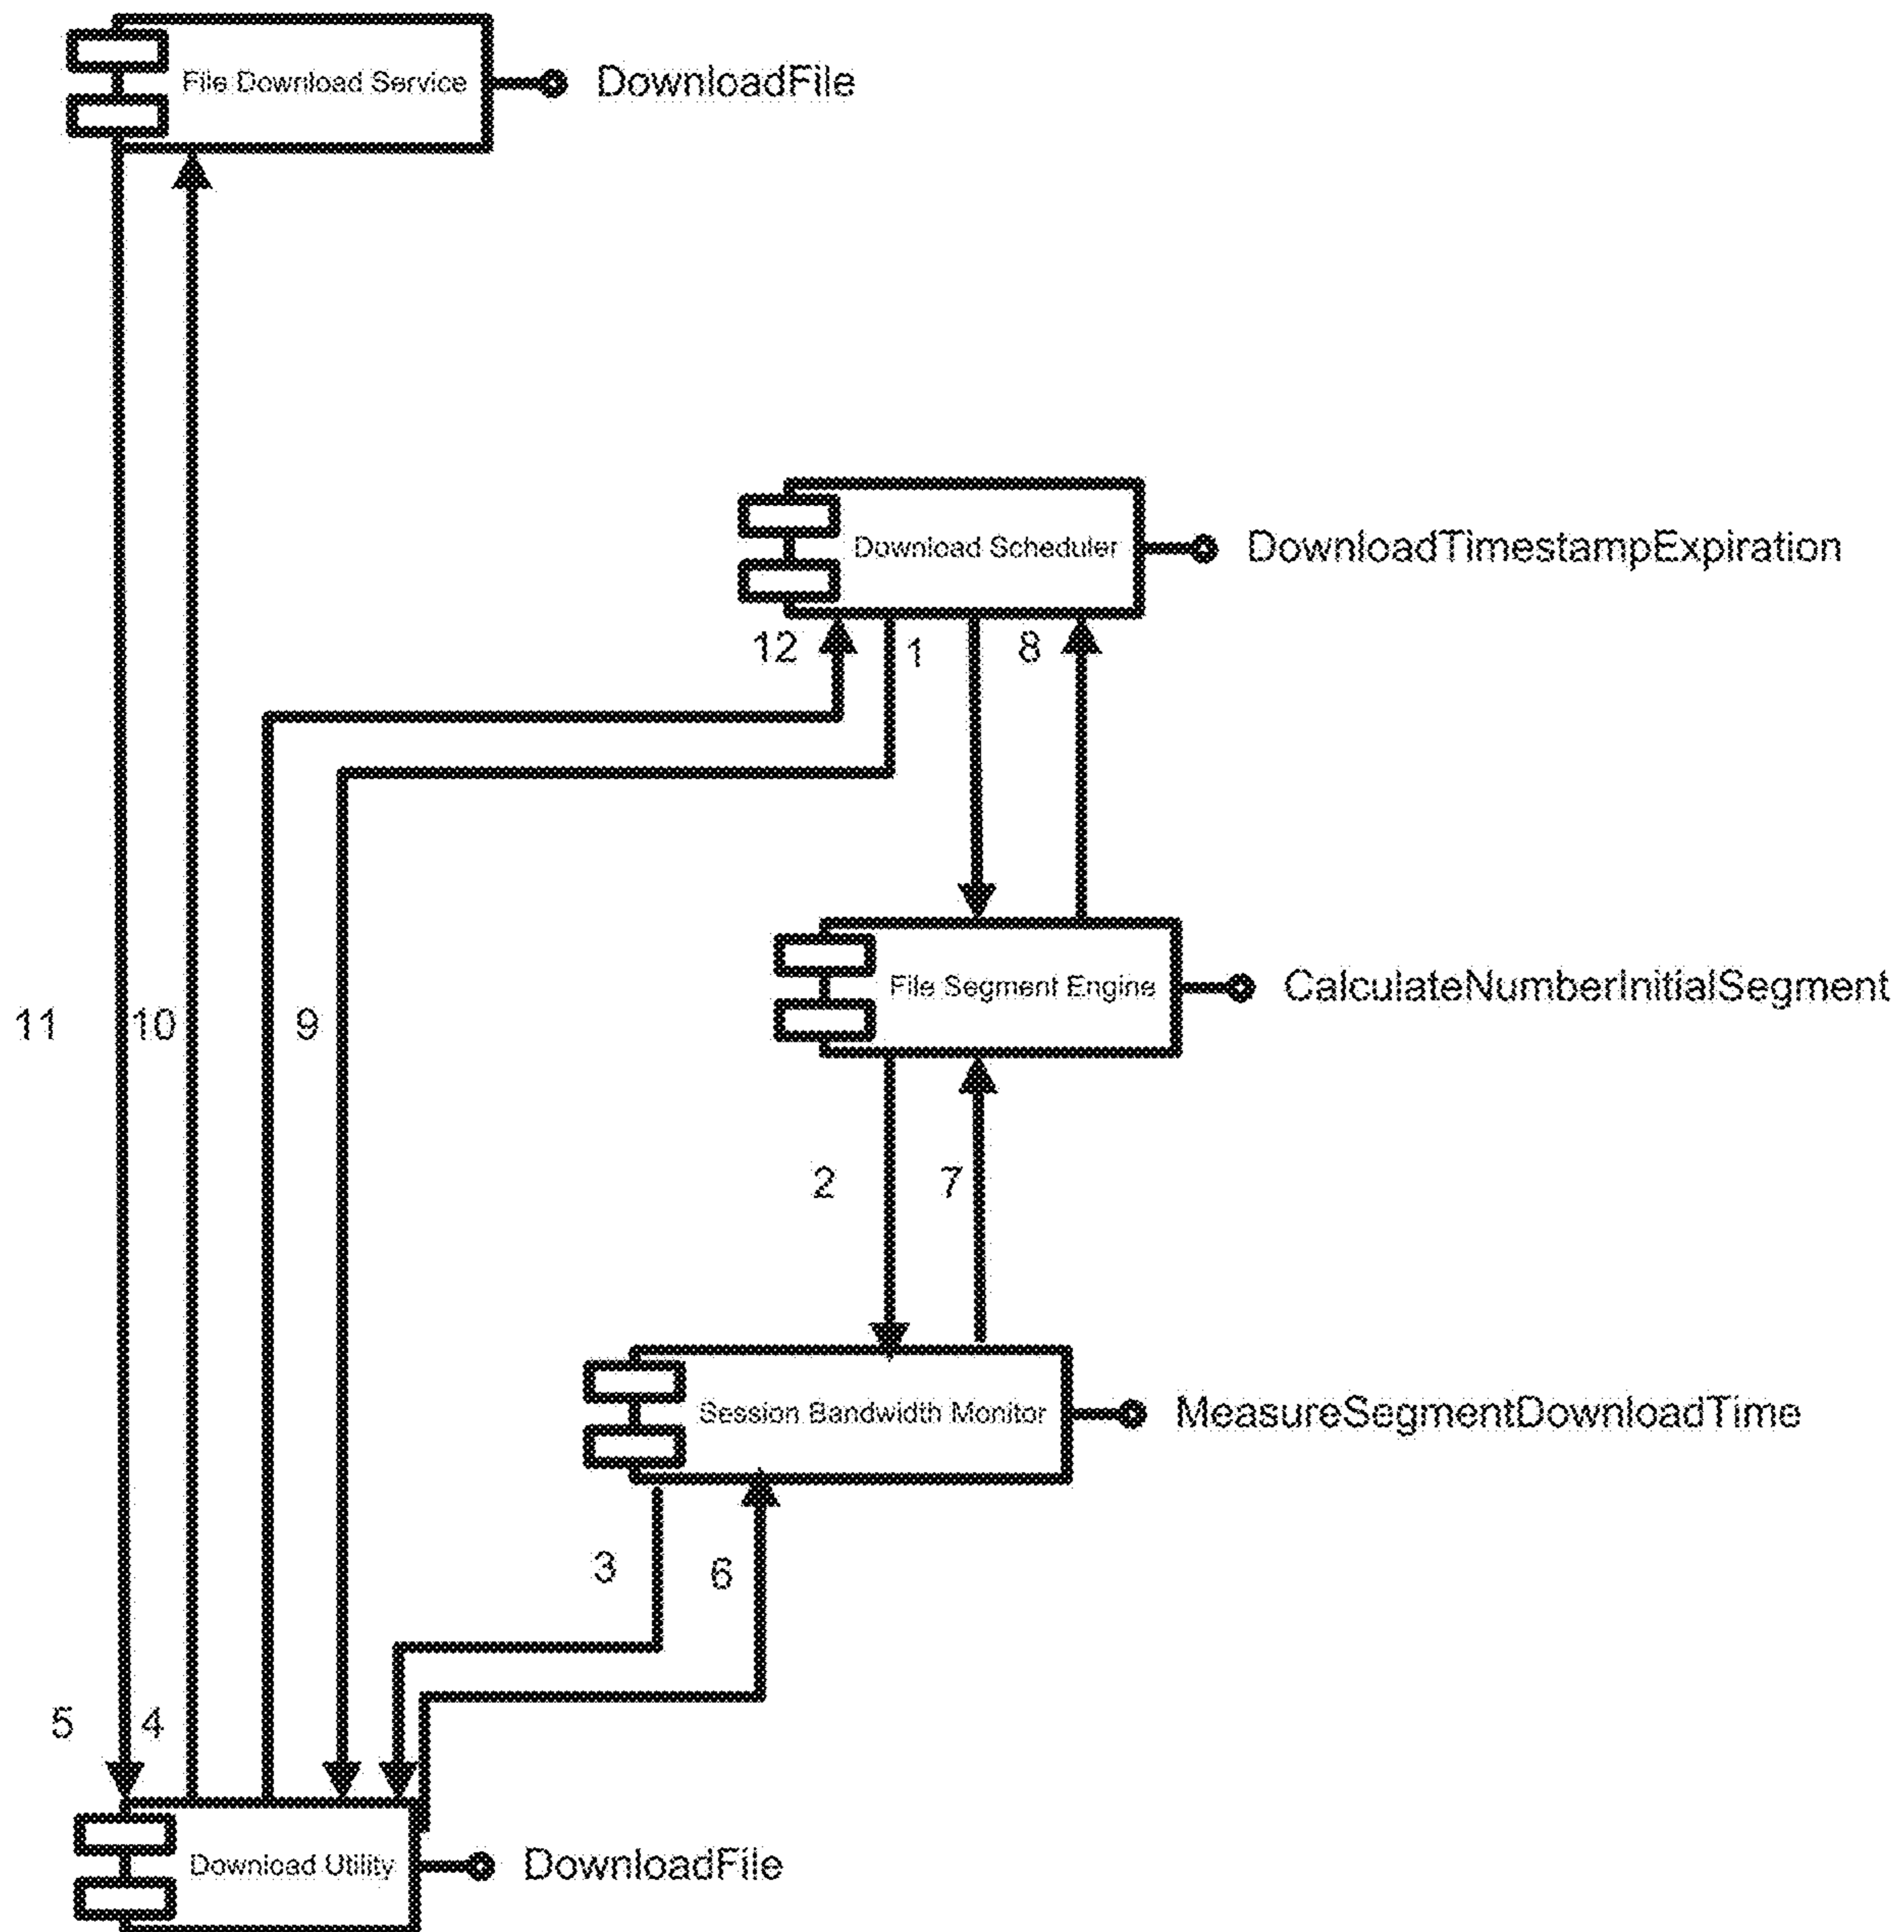 File Download Service
DownloadFile
Download Scheduler
DownloadTimestampExpiration
12
1
8
File Segment Engine
CalculateNumberInitialSegment
11
10
9
2
7
Session Bandwidth Monitor
MeasureSegmentDownloadTime
3
6
5
4
Download Utility
DownloadFile